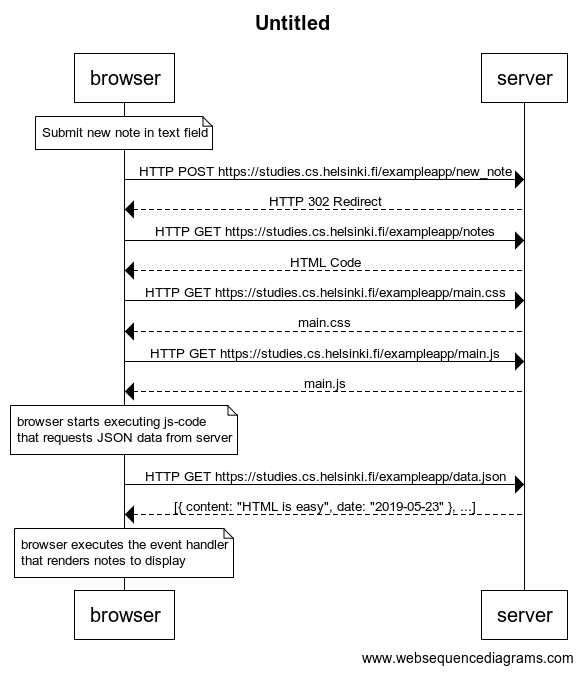 Untitled
browser
server
Submit new note in text field
HTTP POST https://studies.cs.helsinki.fi/exampleapp/new_note
HTTP 302 Redirect
HTTP GET https://studies.cs.helsinki.fi/exampleapp/notes
HTML Code
HTTP GET https://studies.cs.helsinki.fi/exampleapp/main.css
main.css
HTTP GET https://studies.cs.helsinki.fi/exampleapp/main.js
main.js
browser starts executing js-code
that requests JSON data from server
HTTP GET https://studies.cs.helsinki.fi/exampleapp/data.json
[{ content: "HTML is easy", date: "2019-05-23" }, ...]
browser executes the event handler
that renders notes to display
browser
server
www.websequencediagrams.com